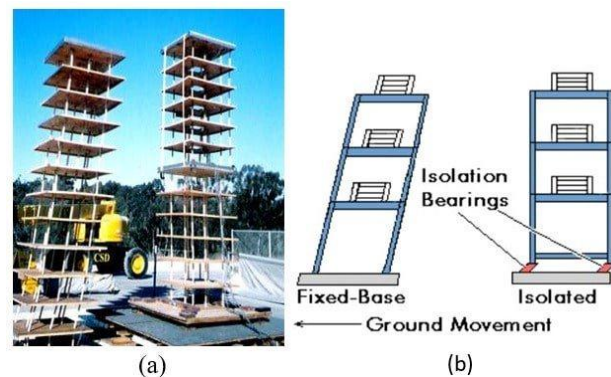 CSD
Isolation
Bearings
Fixed-Base
Isolated
Ground Movement
(a)
(b)